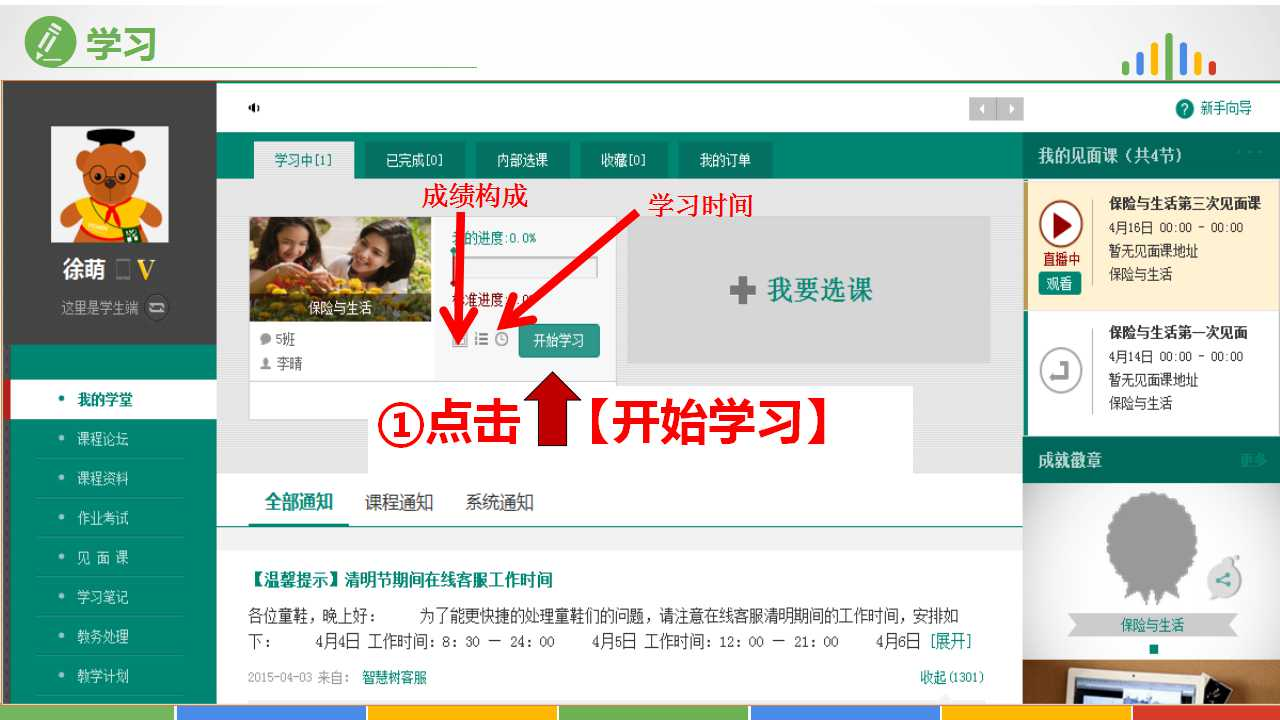 学习
新手向导
学习中[1]
已完成[0]
内部选课
收藏[0]
我的订单
我的见面课（共4节）
成绩构成
学习时间
我的进度:0.0%
保险与生活
5班
李晴
开始学习
我要选课
①点击
【开始学习】
徐萌
V
这里是学生端
我的学堂
课程论坛
课程资料
作业考试
见 面 课
学习笔记
教务处理
教学计划
保险与生活第三次见面课
4月16日 00:00 - 00:00
暂无见面课地址
保险与生活
直播中
观看
保险与生活第一次见面
4月14日 00:00 - 00:00
暂无见面课地址
保险与生活
成就徽章
更多
保险与生活
全部通知
课程通知
系统通知
【温馨提示】清明节期间在线客服工作时间
各位童鞋，晚上好： 为了能更快捷的处理童鞋们的问题，请注意在线客服清明期间的工作时间，安排如
下： 4月4日 工作时间：8：30 — 24：00 4月5日 工作时间：12：00 — 21：00 4月6日 [展开]
2015-04-03 来自： 智慧树客服
收起(1301)